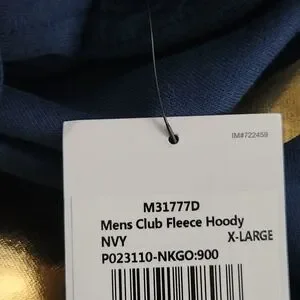 IM#722459
M31777D
Mens Club Fleece Hoody
NVY X-LARGE
P023110-NKGO:900